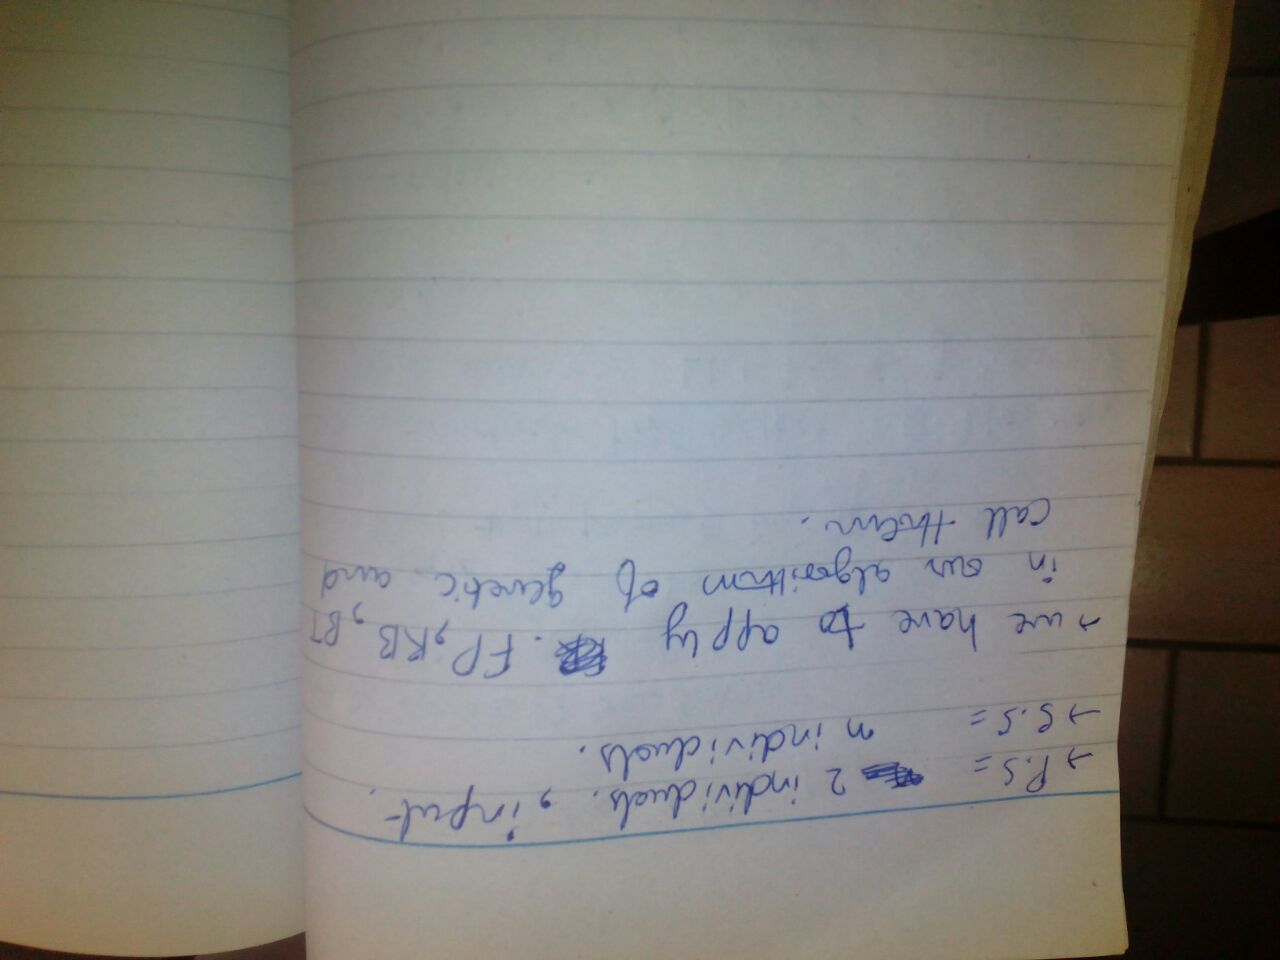 → P.S = 2 individuals, input.
→ S.S = n individuals.
→ we have to apply FP, RB, BT
in our algorithm of genetic and
call them.